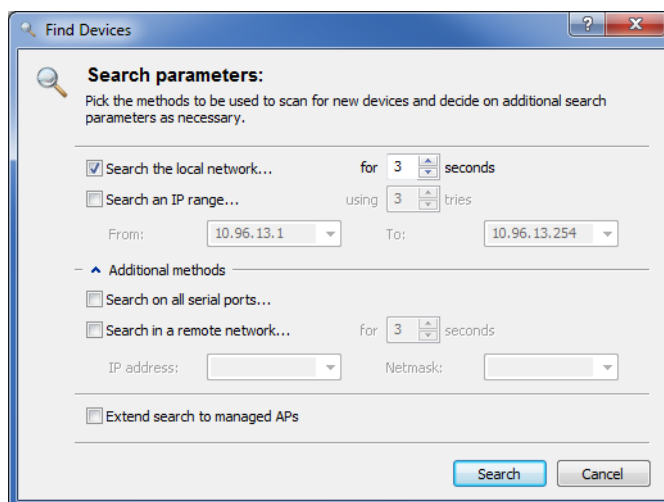 Find Devices
Search parameters:
Pick the methods to be used to scan for new devices and decide on additional search
parameters as necessary.
Search the local network... for 3 seconds
Search an IP range... using 3 tries
From: 10.96.13.1 To: 10.96.13.254
Additional methods
Search on all serial ports...
Search in a remote network... for 3 seconds
IP address: Netmask:
Extend search to managed APs
Search Cancel